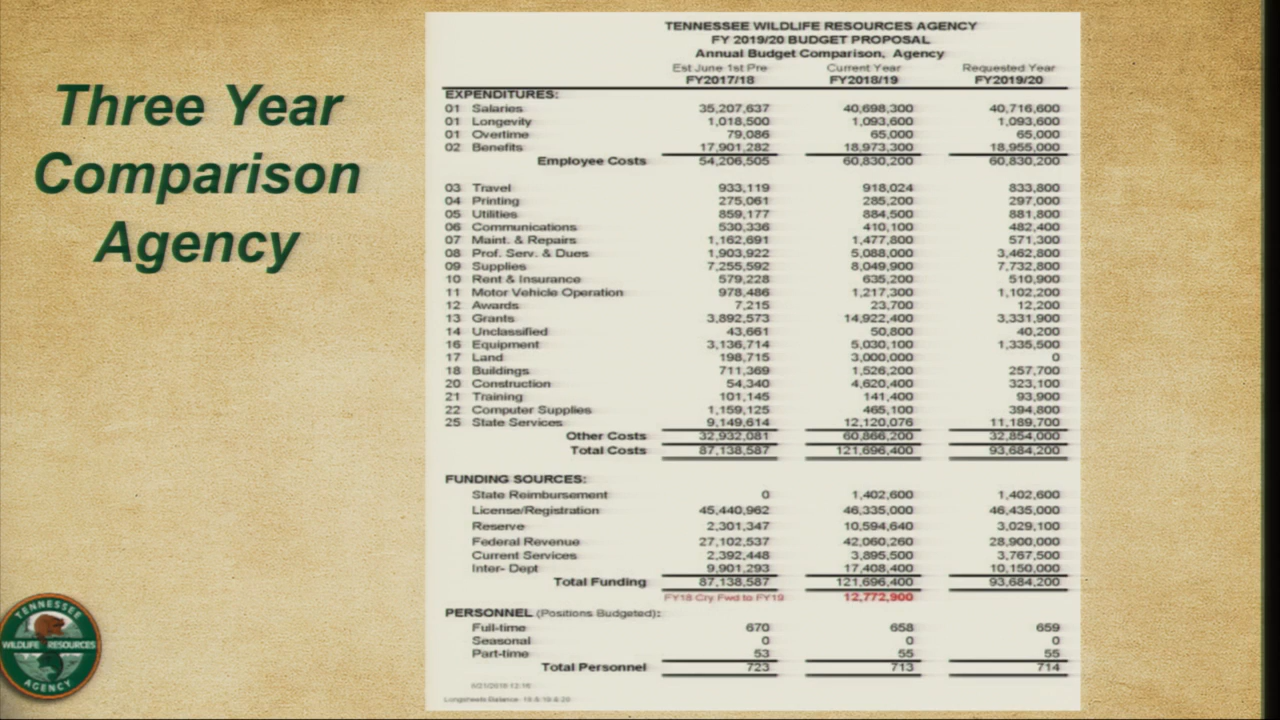 Three Year
Comparison
Agency
TENNESSEE WILDLIFE RESOURCES AGENCY
FY 2019/20 BUDGET PROPOSAL
Annual Budget Comparison, Agency
Est June 1st Pre Current Year Requested Year
FY2017/18 FY2018/19 FY2019/20
EXPENDITURES:
01 Salaries 35,207,637 40,698,300 40,716,600
01 Longevity 1,018,500 1,093,600 1,093,600
01 Overtime 79,086 65,000 65,000
02 Benefits 17,901,282 18,973,300 18,955,000
Employee Costs 54,206,505 60,830,200 60,830,200
03 Travel 933,119 918,024 833,800
04 Printing 275,061 285,200 297,000
05 Utilities 859,177 884,500 881,800
06 Communications 530,336 410,100 482,400
07 Maint. & Repairs 1,162,691 1,477,800 571,300
08 Prof. Serv. & Dues 1,903,922 5,088,000 3,462,800
09 Supplies 7,255,592 8,049,900 7,732,800
10 Rent & Insurance 579,228 635,200 510,900
11 Motor Vehicle Operation 978,486 1,217,300 1,102,200
12 Awards 7,215 23,700 12,200
13 Grants 3,892,573 14,922,400 3,331,900
14 Unclassified 43,661 50,800 40,200
16 Equipment 3,136,714 5,030,100 1,335,500
17 Land 198,715 3,000,000 0
18 Buildings 711,369 1,526,200 257,700
20 Construction 54,340 4,620,400 323,100
21 Training 101,145 141,400 93,900
22 Computer Supplies 1,159,125 465,100 394,800
25 State Services 9,149,614 12,120,076 11,189,700
Other Costs 32,932,081 60,866,200 32,854,000
Total Costs 87,138,587 121,696,400 93,684,200
FUNDING SOURCES:
State Reimbursement 0 1,402,600 1,402,600
License/Registration 45,440,962 46,335,000 46,435,000
Reserve 2,301,347 10,594,640 3,029,100
Federal Revenue 27,102,537 42,060,260 28,900,000
Current Services 2,392,448 3,895,500 3,767,500
Inter- Dept 9,901,293 17,408,400 10,150,000
Total Funding 87,138,587 121,696,400 93,684,200
FY18 Cry Fwd to FY19 12,772,900
PERSONNEL (Positions Budgeted):
Full-time 670 658 659
Seasonal 0 0 0
Part-time 53 55 55
Total Personnel 723 713 714
TENNESSEE
WILDLIFE RESOURCES
AGENCY